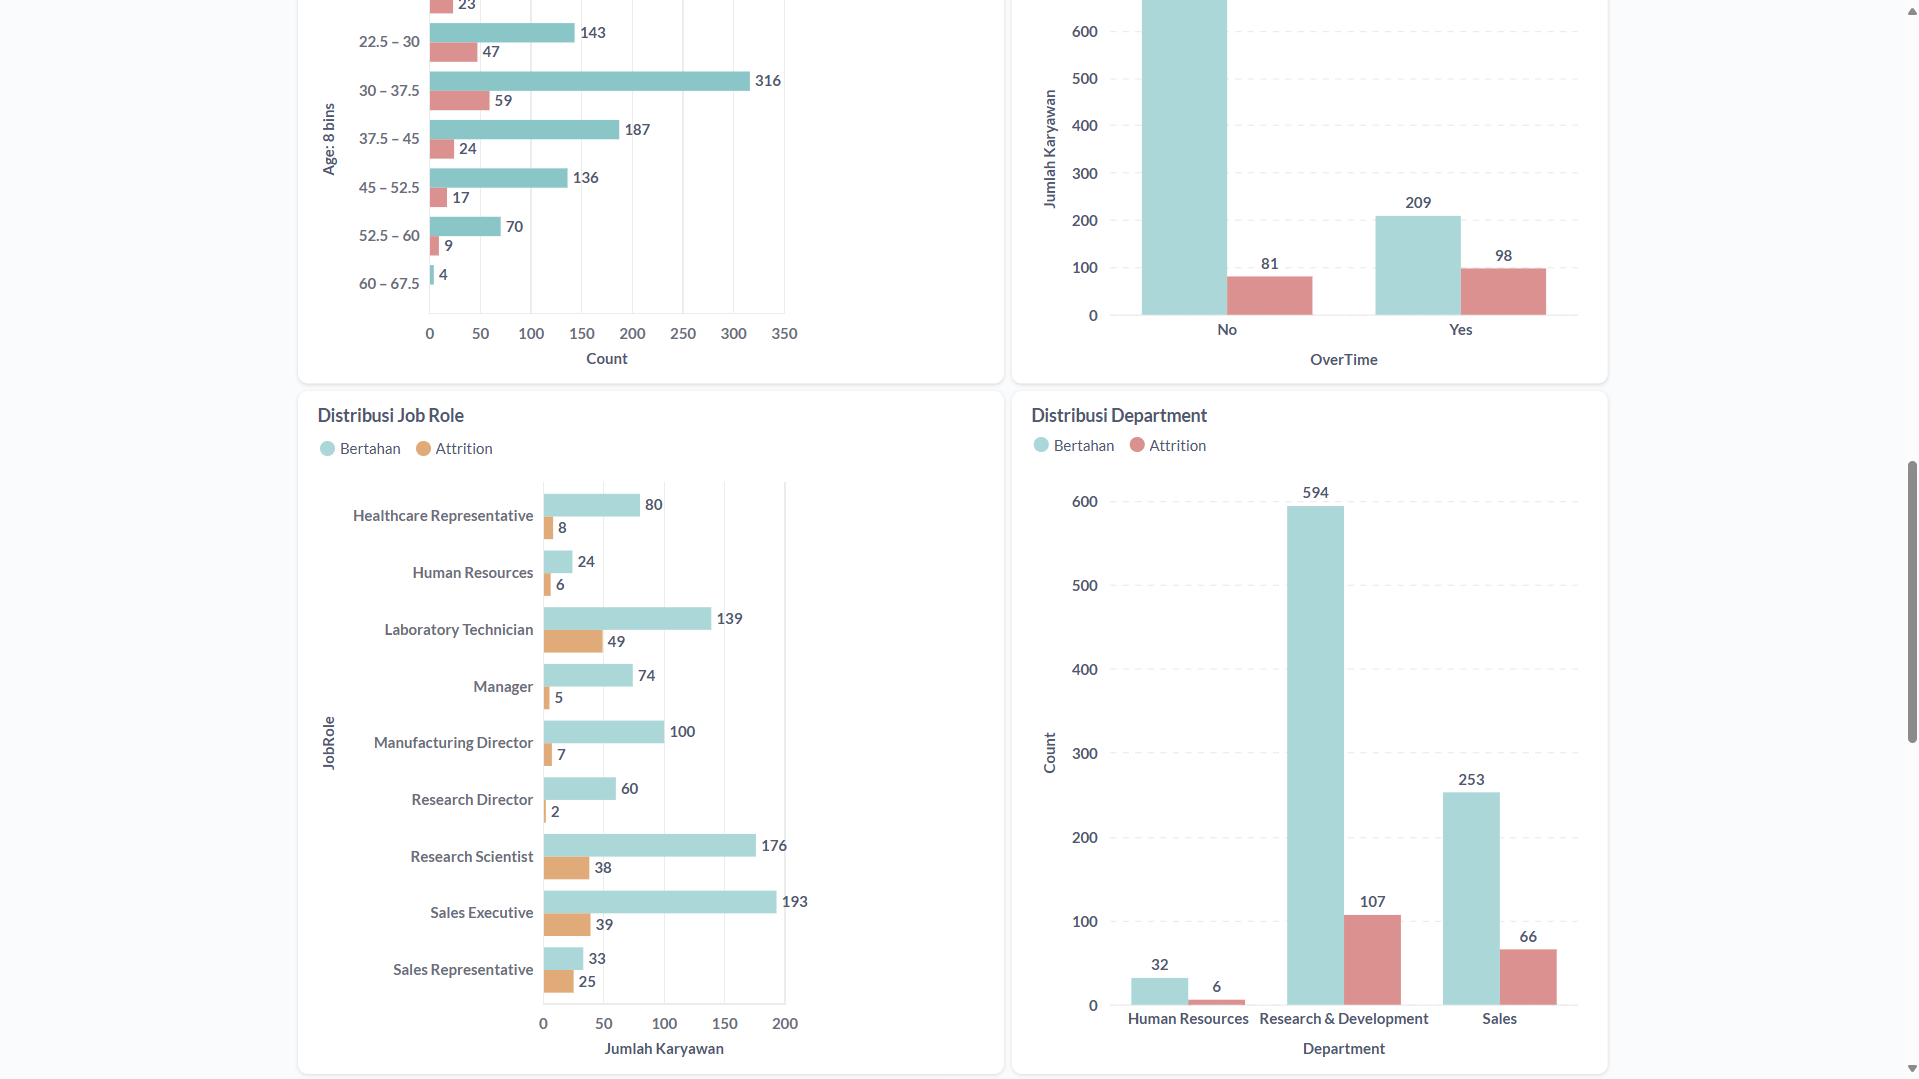 23
22.5 – 30
143
47
30 – 37.5
316
59
37.5 – 45
187
24
45 – 52.5
136
17
52.5 – 60
70
9
60 – 67.5
4
Age: 8 bins
0 50 100 150 200 250 300 350
Count
600
500
400
300
200
100
0
Jumlah Karyawan
81
209
98
No Yes
OverTime
Distribusi Job Role
Bertahan Attrition
Healthcare Representative
80
8
Human Resources
24
6
Laboratory Technician
139
49
Manager
74
5
Manufacturing Director
100
7
Research Director
60
2
Research Scientist
176
38
Sales Executive
193
39
Sales Representative
33
25
JobRole
0 50 100 150 200
Jumlah Karyawan
Distribusi Department
Bertahan Attrition
600
500
400
300
200
100
0
Count
32
6
594
107
253
66
Human Resources Research & Development Sales
Department